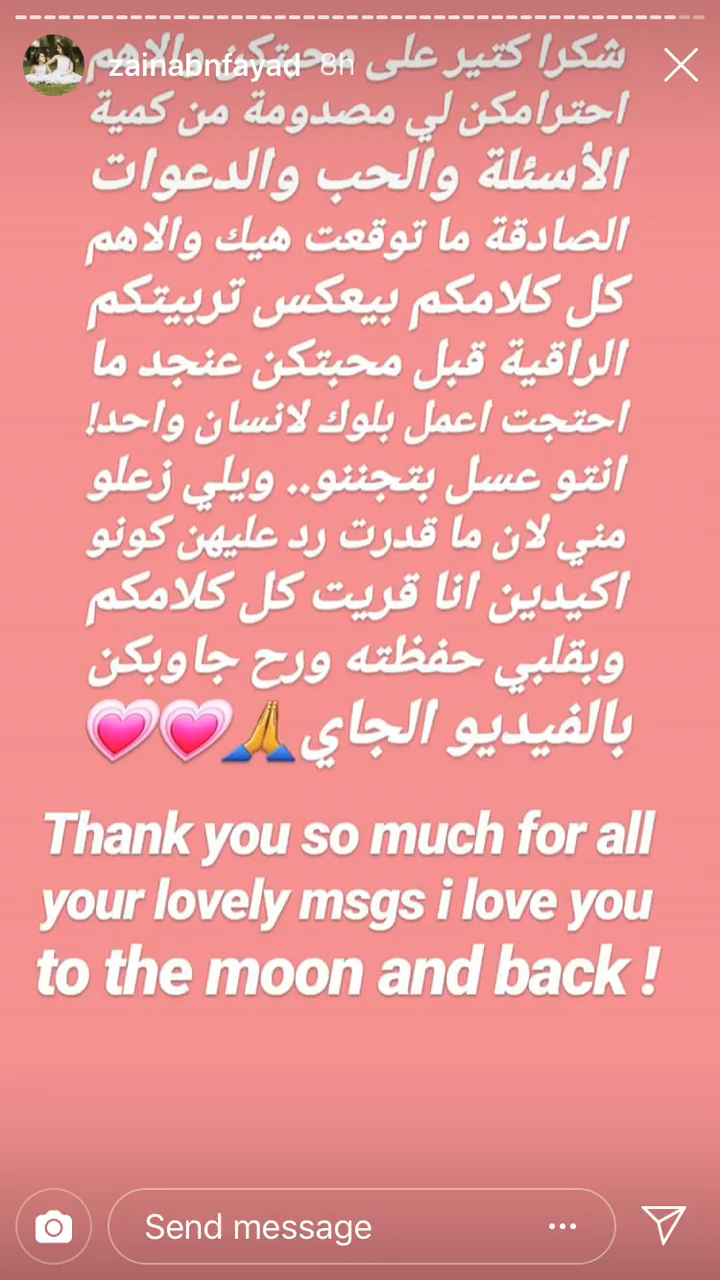 شكرا كتير على محبتكن والاهم
zainabnfayad 8h
احترامكن لي مصدومة من كمية
الأسئلة والحب والدعوات
الصادقة ما توقعت هيك والاهم
كل كلامكم بيعكس تربيتكم
الراقية قبل محبتكن عنجد ما
احتجت اعمل بلوك لانسان واحد!
انتو عسل بتجننو.. ويلي زعلو
مني لان ما قدرت رد عليهن كونو
اكيدين انا قريت كل كلامكم
وبقلبي حفظته ورح جاوبكن
بالفيديو الجاي🙏💗💗
Thank you so much for all
your lovely msgs i love you
to the moon and back !
Send message